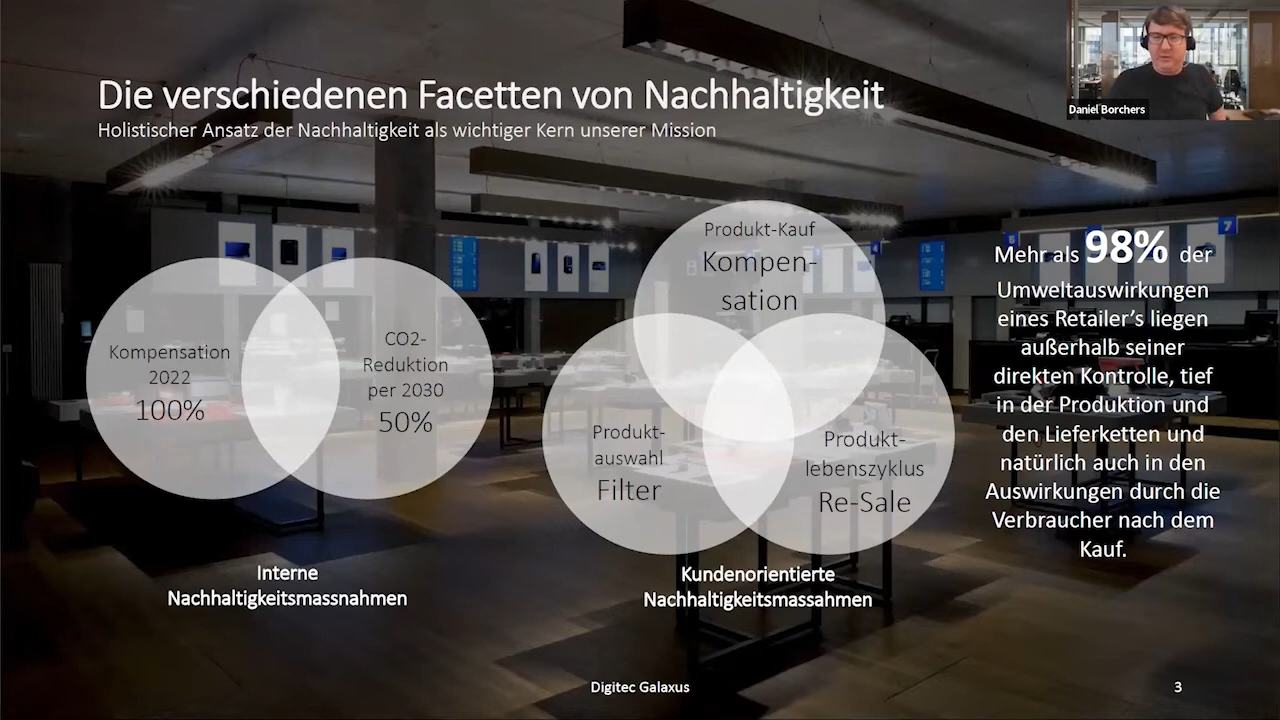 Die verschiedenen Facetten von Nachhaltigkeit
Holistischer Ansatz der Nachhaltigkeit als wichtiger Kern unserer Mission
Daniel Borchers
Kompensation
2022
100%
CO2-
Reduktion
per 2030
50%
Interne
Nachhaltigkeitsmassnahmen
Produkt-Kauf
Kompen-
sation
Produkt-
auswahl
Filter
Produkt-
lebenszyklus
Re-Sale
Kundenorientierte
Nachhaltigkeitsmassahmen
Mehr als 98% der
Umweltauswirkungen
eines Retailer’s liegen
außerhalb seiner
direkten Kontrolle, tief
in der Produktion und
den Lieferketten und
natürlich auch in den
Auswirkungen durch die
Verbraucher nach dem
Kauf.
7
Digitec Galaxus
3